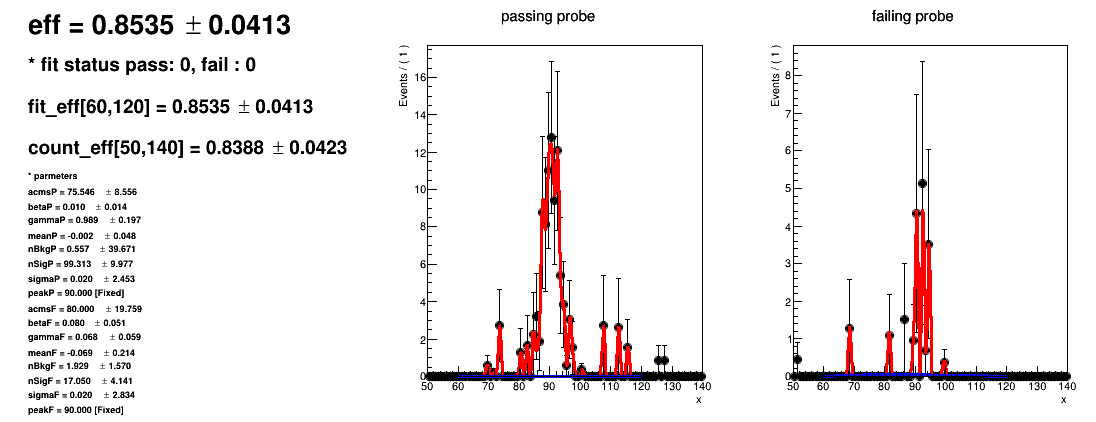 eff = 0.8535 ± 0.0413
* fit status pass: 0, fail : 0
fit_eff[60,120] = 0.8535 ± 0.0413
count_eff[50,140] = 0.8388 ± 0.0423
* parmeters
acmsP = 75.546 ± 8.556
betaP = 0.010 ± 0.014
gammaP = 0.989 ± 0.197
meanP = -0.002 ± 0.048
nBkgP = 0.557 ± 39.671
nSigP = 99.313 ± 9.977
sigmaP = 0.020 ± 2.453
peakP = 90.000 [Fixed]
acmsF = 80.000 ± 19.759
betaF = 0.080 ± 0.051
gammaF = 0.068 ± 0.059
meanF = -0.069 ± 0.214
nBkgF = 1.929 ± 1.570
nSigF = 17.050 ± 4.141
sigmaF = 0.020 ± 2.834
peakF = 90.000 [Fixed]
passing probe
Events / ( 1 )
16
14
12
10
8
6
4
2
0
50 60 70 80 90 100 110 120 130 140
x
failing probe
Events / ( 1 )
8
7
6
5
4
3
2
1
0
50 60 70 80 90 100 110 120 130 140
x